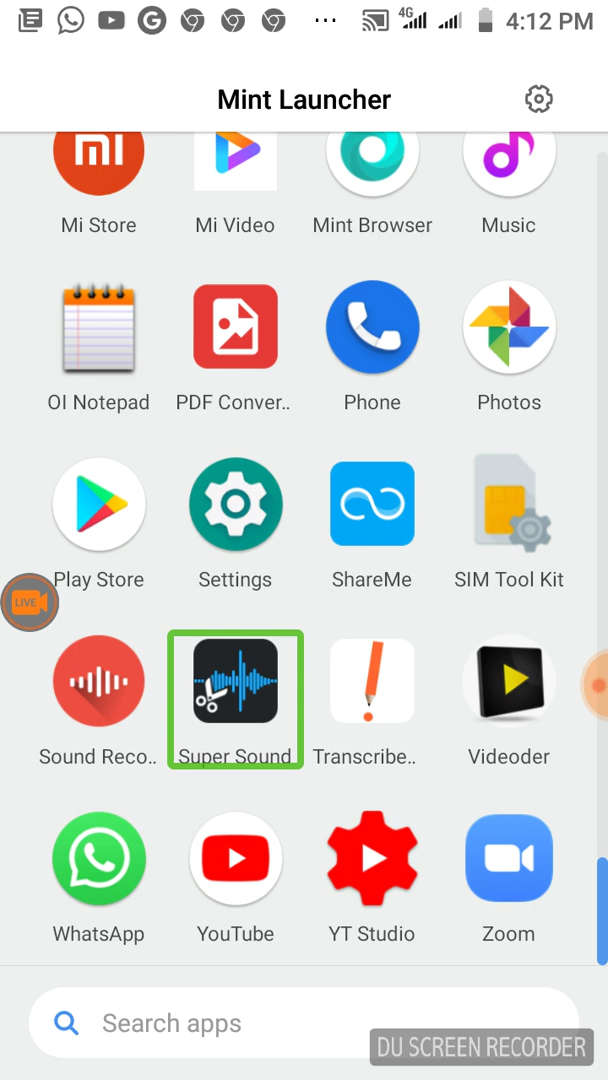 4G 4:12 PM
Mint Launcher
Mi Store Mi Video Mint Browser Music
OI Notepad PDF Conver.. Phone Photos
Play Store Settings ShareMe SIM Tool Kit
LIVE
Sound Reco.. Super Sound Transcribe.. Videoder
WhatsApp YouTube YT Studio Zoom
Search apps
DU SCREEN RECORDER